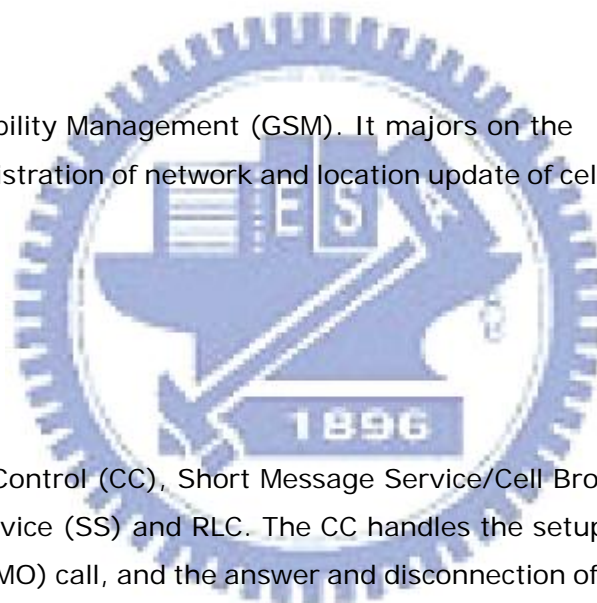 bility Management (GSM). It majors on the
istration of network and location update of cel
E S A
1896
Control (CC), Short Message Service/Cell Bro
vice (SS) and RLC. The CC handles the setup
MO) call, and the answer and disconnection of